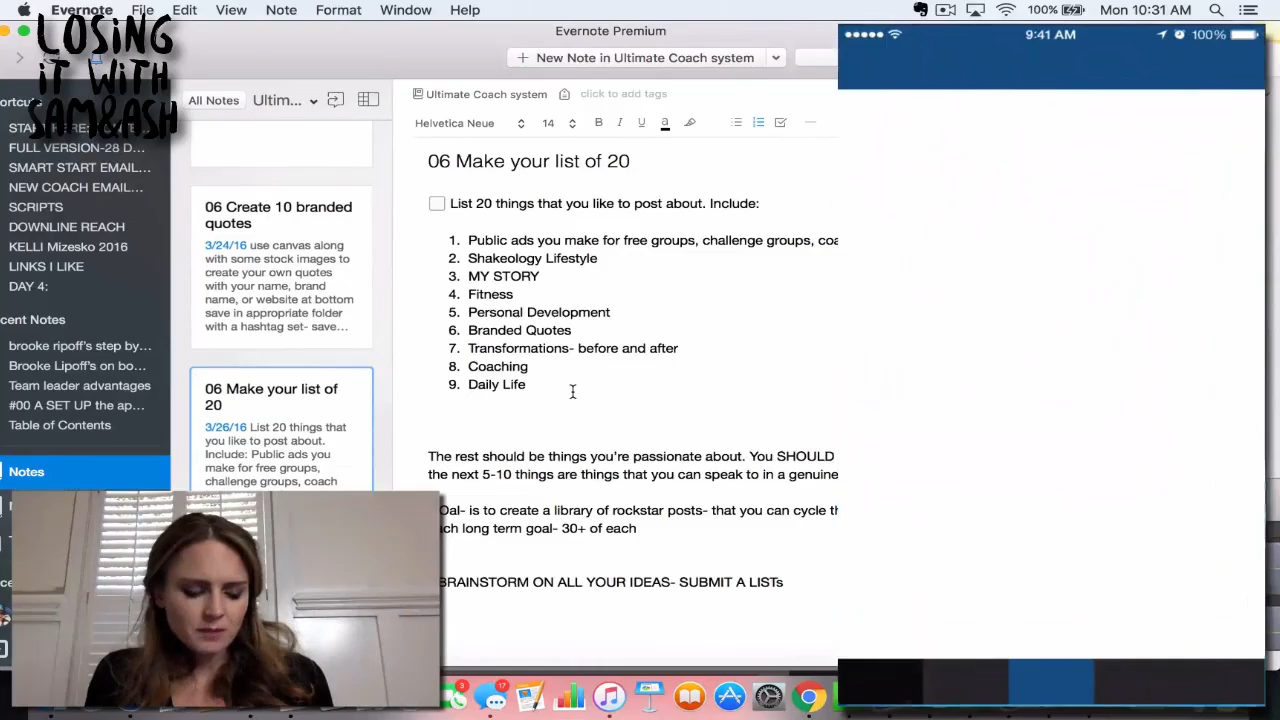 Evernote File Edit View Note Format Window Help 100% Mon 10:31 AM
LOSING
iT WiTH
SAM&ASH
Evernote Premium
New Note in Ultimate Coach system
All Notes Ultim...
Ultimate Coach system click to add tags
Helvetica Neue 14 B I U a
ortcuts
FULL VERSION-28 D...
SMART START EMAIL...
NEW COACH EMAIL...
SCRIPTS
DOWNLINE REACH
KELLI Mizesko 2016
LINKS I LIKE
DAY 4:
cent Notes
brooke ripoff's step by...
Brooke Lipoff's on bo...
Team leader advantages
#00 A SET UP the ap...
Table of Contents
Notes
06 Create 10 branded
quotes
3/24/16 use canvas along
with some stock images to
create your own quotes
with your name, brand
name, or website at bottom
save in appropriate folder
with a hashtag set- save...
06 Make your list of
20
3/26/16 List 20 things that
you like to post about.
Include: Public ads you
make for free groups,
challenge groups, coach
06 Make your list of 20
List 20 things that you like to post about. Include:
1. Public ads you make for free groups, challenge groups, coa
2. Shakeology Lifestyle
3. MY STORY
4. Fitness
5. Personal Development
6. Branded Quotes
7. Transformations- before and after
8. Coaching
9. Daily Life
The rest should be things you're passionate about. You SHOULD
the next 5-10 things are things that you can speak to in a genuine
Oal- is to create a library of rockstar posts- that you can cycle th
ach long term goal- 30+ of each
BRAINSTORM ON ALL YOUR IDEAS- SUBMIT A LISTs
9:41 AM 100%
3 17